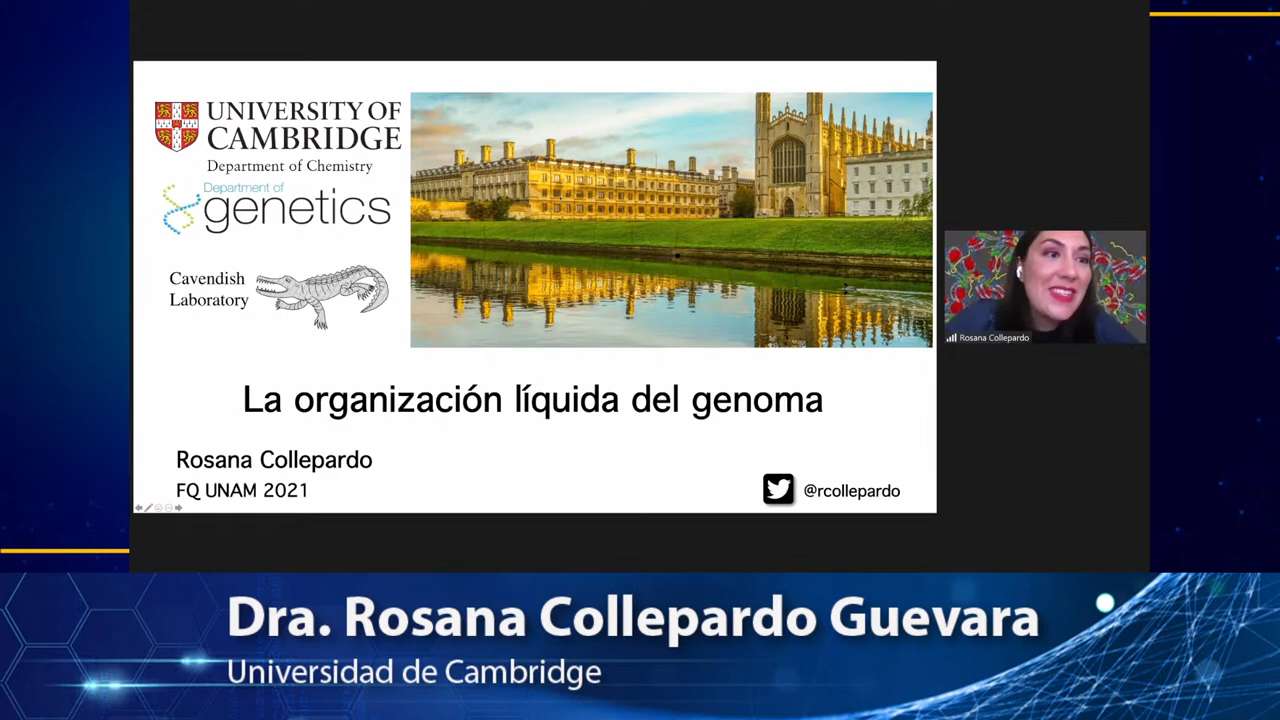 UNIVERSITY OF
CAMBRIDGE
Department of Chemistry
Department of
genetics
Cavendish
Laboratory
La organización líquida del genoma
Rosana Collepardo
FQ UNAM 2021
@rcollepardo
Rosana Collepardo
Dra. Rosana Collepardo Guevara
Universidad de Cambridge